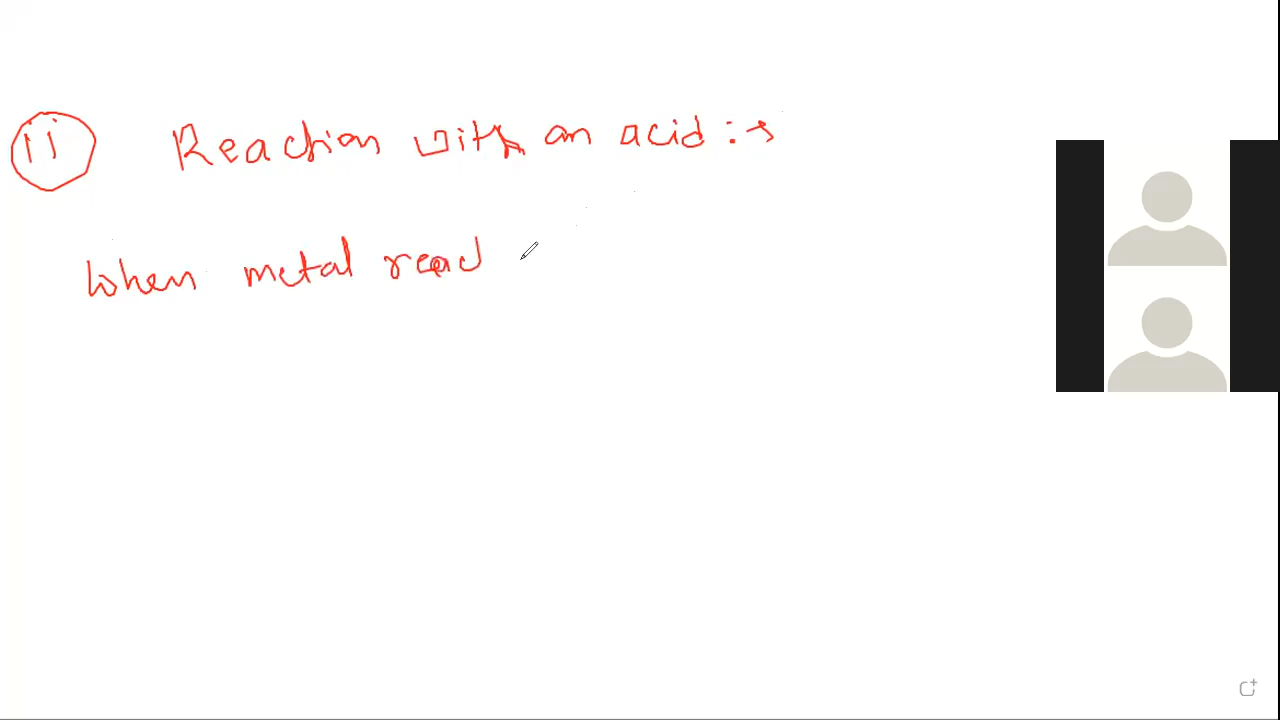 ii Reaction with an acid :→
When metal react